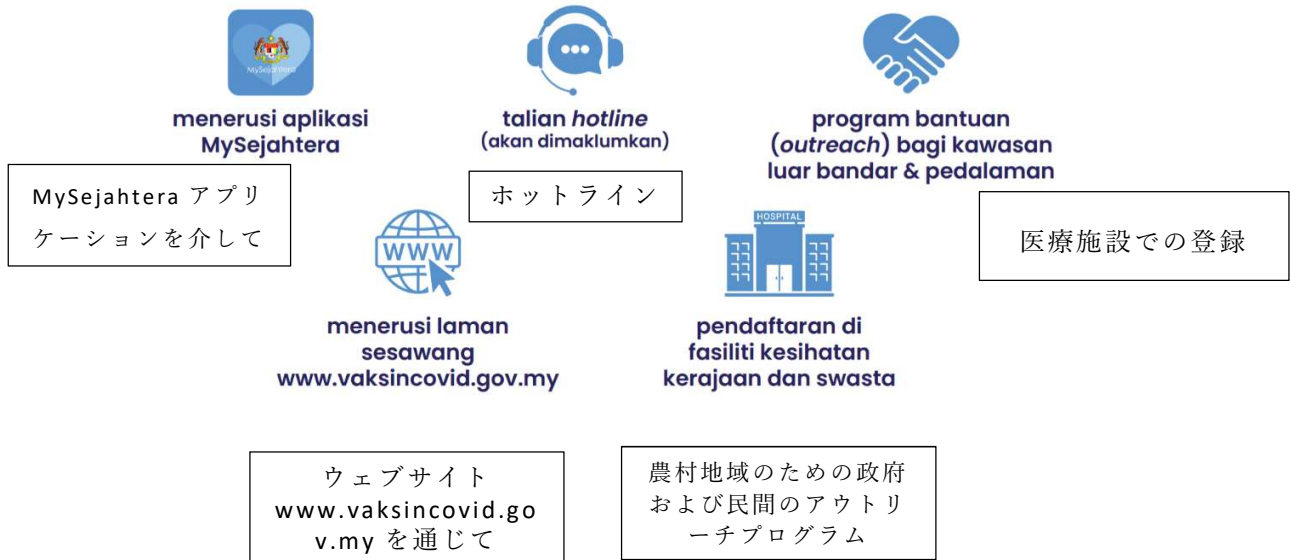 MySejahtera
menerusi aplikasi
MySejahtera
talian hotline
(akan dimaklumkan)
program bantuan
(outreach) bagi kawasan
luar bandar & pedalaman
MySejahtera アプリ
ケーションを介して
ホットライン
医療施設での登録
WWW
HOSPITAL
menerusi laman
sesawang
www.vaksincovid.gov.my
pendaftaran di
fasiliti kesihatan
kerajaan dan swasta
ウェブサイト
www.vaksincovid.go
v.my を通じて
農村地域のための政府
および民間のアウトリ
ーチプログラム